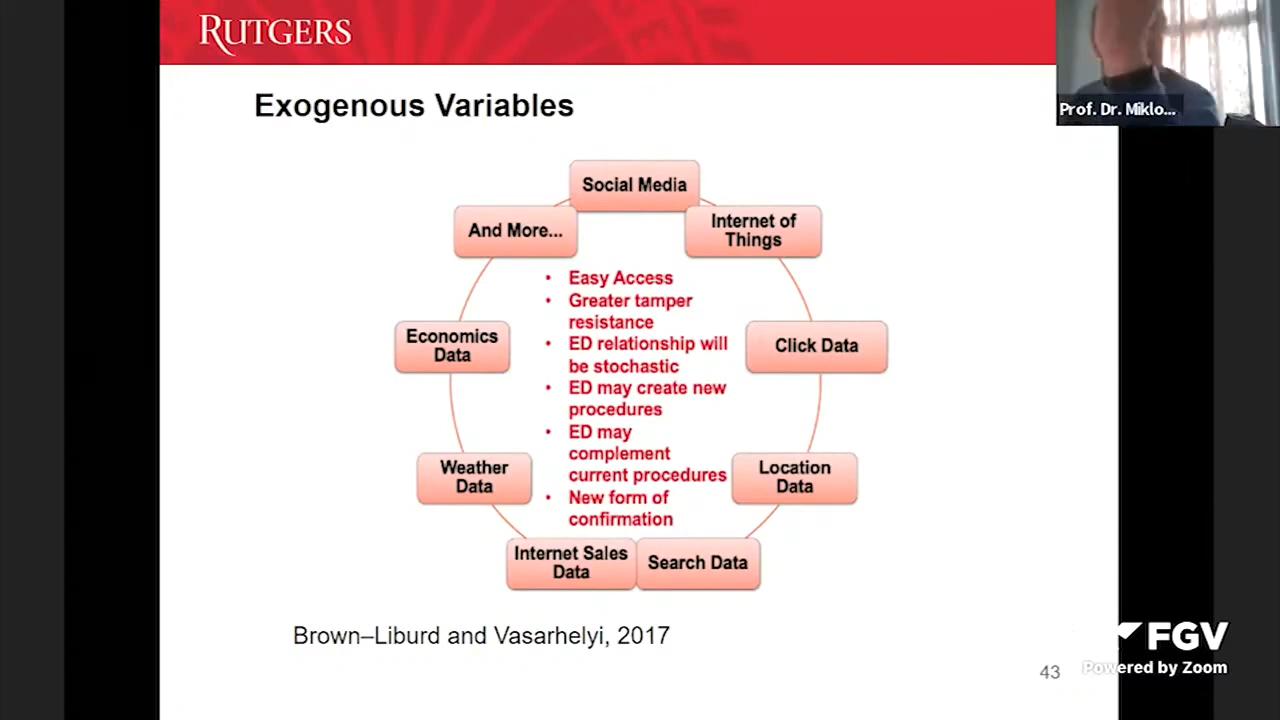 RUTGERS
Prof. Dr. Miklo...
Exogenous Variables
Social Media
And More...
Internet of
Things
• Easy Access
• Greater tamper
resistance
• ED relationship will
be stochastic
• ED may create new
procedures
• ED may
complement
current procedures
• New form of
confirmation
Economics
Data
Click Data
Weather
Data
Location
Data
Internet Sales
Data
Search Data
Brown–Liburd and Vasarhelyi, 2017
43
FGV
Powered by Zoom